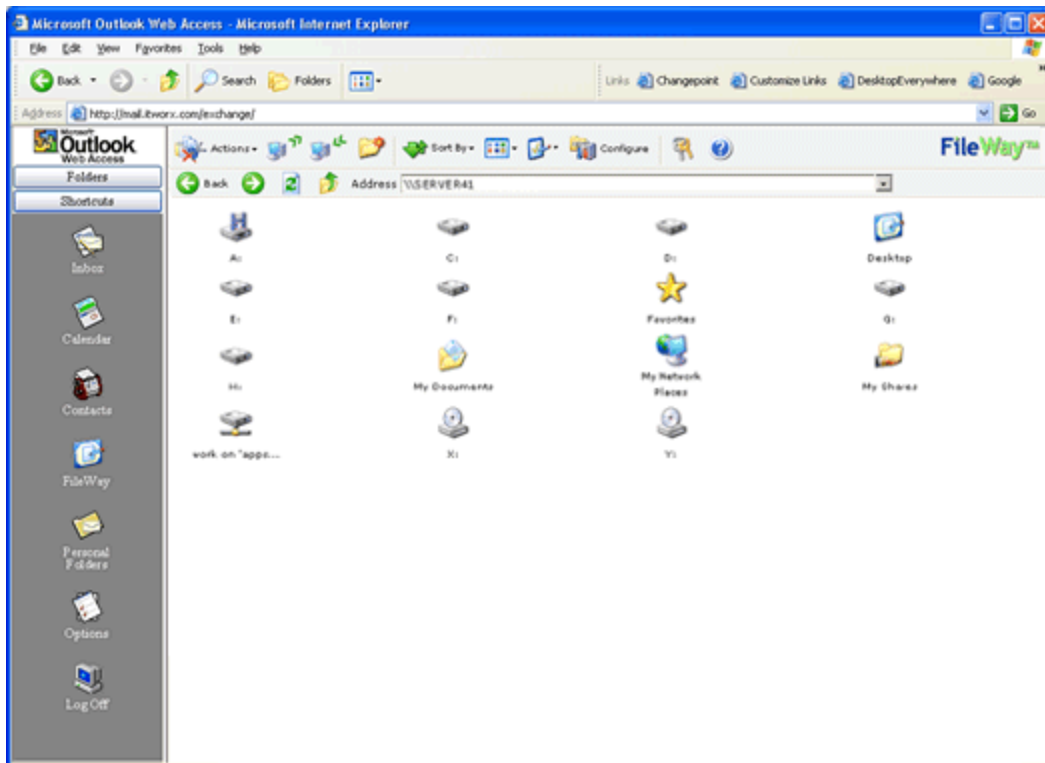 Microsoft Outlook Web Access - Microsoft Internet Explorer
File Edit View Favorites Tools Help
Back Search Folders Links Changepoint Customize Links DesktopEverywhere Google
Address http://mail.itworx.com/exchange/ Go
Microsoft
Outlook
Web Access
Actions Sort By Configure FileWay™
Folders
Back Address \\SERVER41
Shortcuts
A: C: D: Desktop
Inbox
E: F: Favorites G:
Calendar
H: My Documents My Network Places My Shares
Contacts
work on "apps... X: Y:
FileWay
Personal
Folders
Options
Log Off